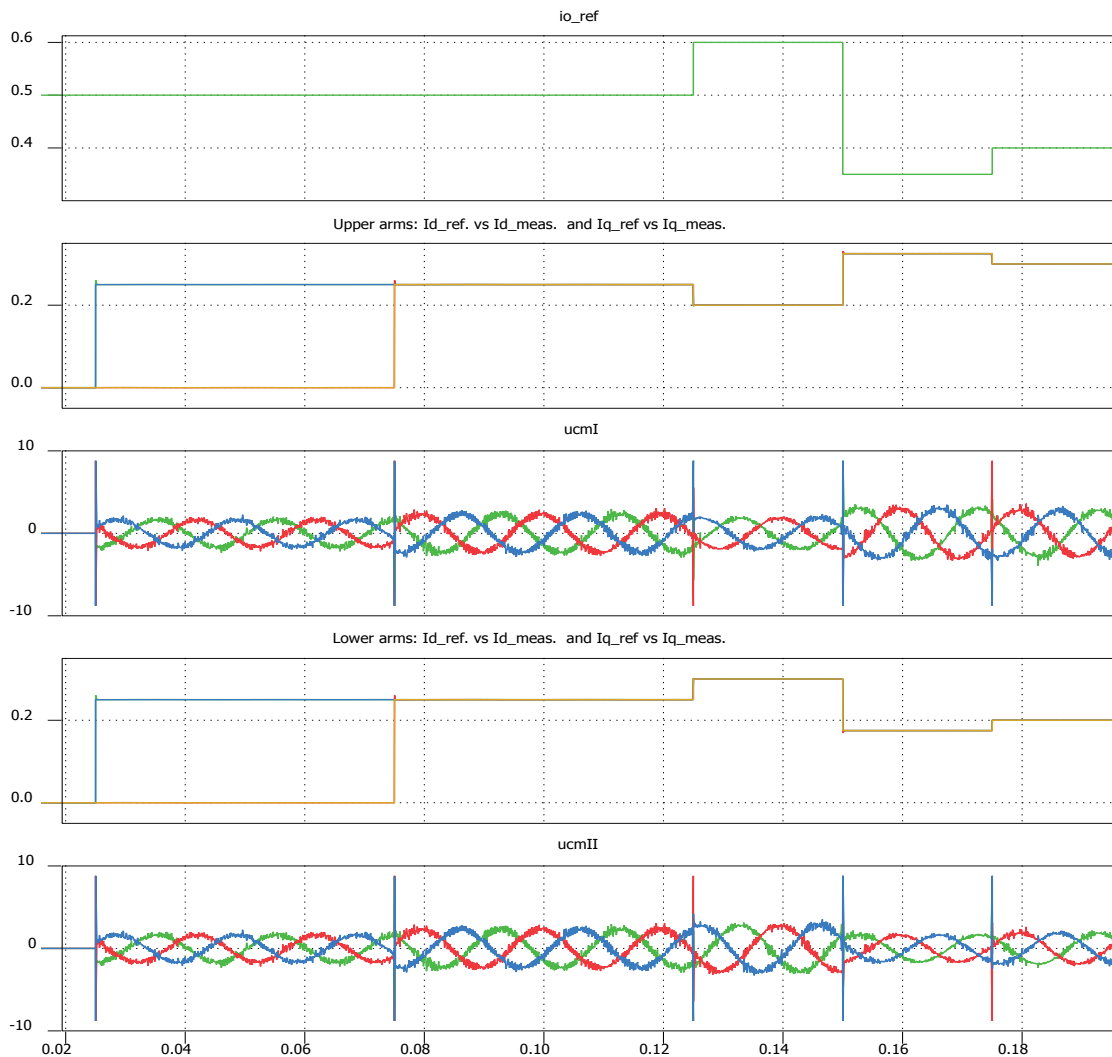 io_ref
0.6
0.5
0.4
Upper arms: Id_ref. vs Id_meas.  and Iq_ref vs Iq_meas.
0.2
0.0
ucmI
10
0
-10
Lower arms: Id_ref. vs Id_meas.  and Iq_ref vs Iq_meas.
0.2
0.0
ucmII
10
0
-10
0.02 0.04 0.06 0.08 0.10 0.12 0.14 0.16 0.18